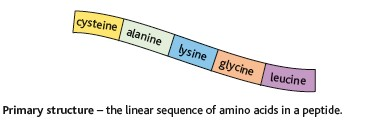 cysteine
alanine
lysine
glycine
leucine
Primary structure – the linear sequence of amino acids in a peptide.